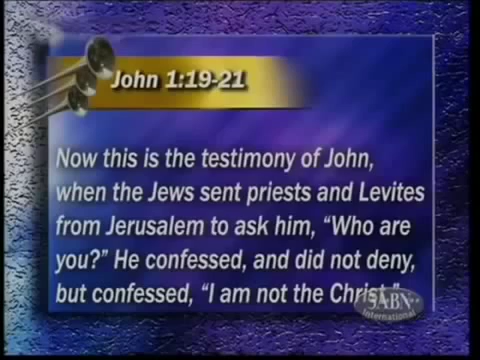 John 1:19-21
Now this is the testimony of John,
when the Jews sent priests and Levites
from Jerusalem to ask him, “Who are
you?” He confessed, and did not deny,
but confessed, “I am not the Christ.”
3ABN
International